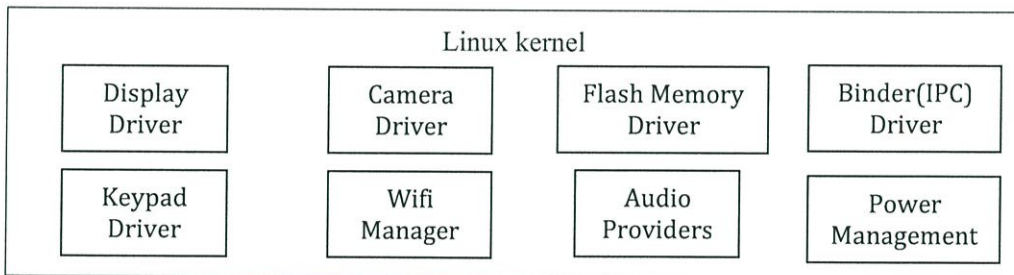 Linux kernel
Display
Driver
Camera
Driver
Flash Memory
Driver
Binder(IPC)
Driver
Keypad
Driver
Wifi
Manager
Audio
Providers
Power
Management